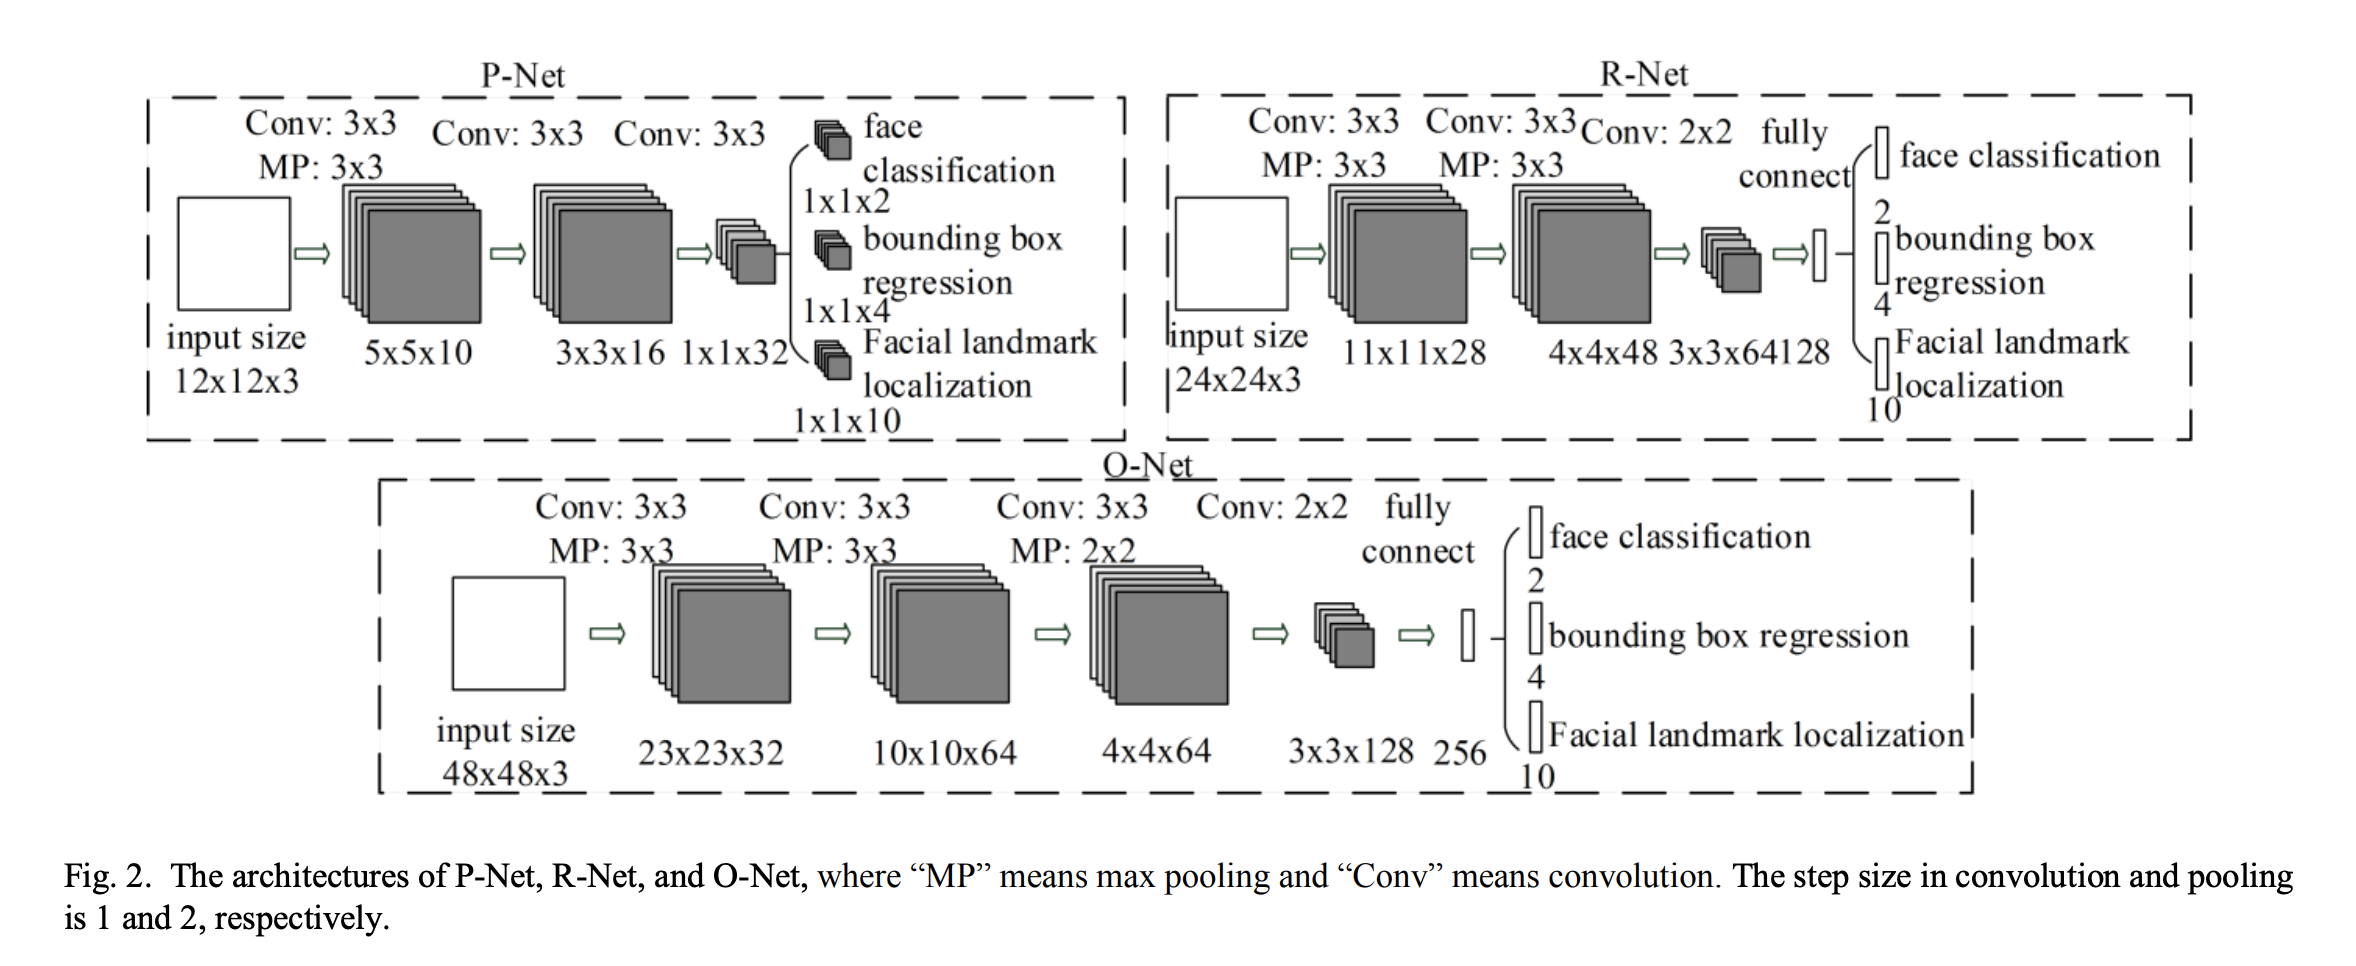 P-Net
Conv: 3x3
MP: 3x3
Conv: 3x3
Conv: 3x3
face
classification
1x1x2
bounding box
regression
1x1x4
Facial landmark
localization
1x1x10
input size
12x12x3
5x5x10
3x3x16
1x1x32
R-Net
Conv: 3x3
MP: 3x3
Conv: 3x3
MP: 3x3
Conv: 2x2
fully
connect
face classification
2
bounding box
regression
4
Facial landmark
localization
10
input size
24x24x3
11x11x28
4x4x48
3x3x64
128
O-Net
Conv: 3x3
MP: 3x3
Conv: 3x3
MP: 3x3
Conv: 3x3
MP: 2x2
Conv: 2x2
fully
connect
face classification
2
bounding box regression
4
Facial landmark localization
10
input size
48x48x3
23x23x32
10x10x64
4x4x64
3x3x128
256
Fig. 2. The architectures of P-Net, R-Net, and O-Net, where “MP” means max pooling and “Conv” means convolution. The step size in convolution and pooling
is 1 and 2, respectively.